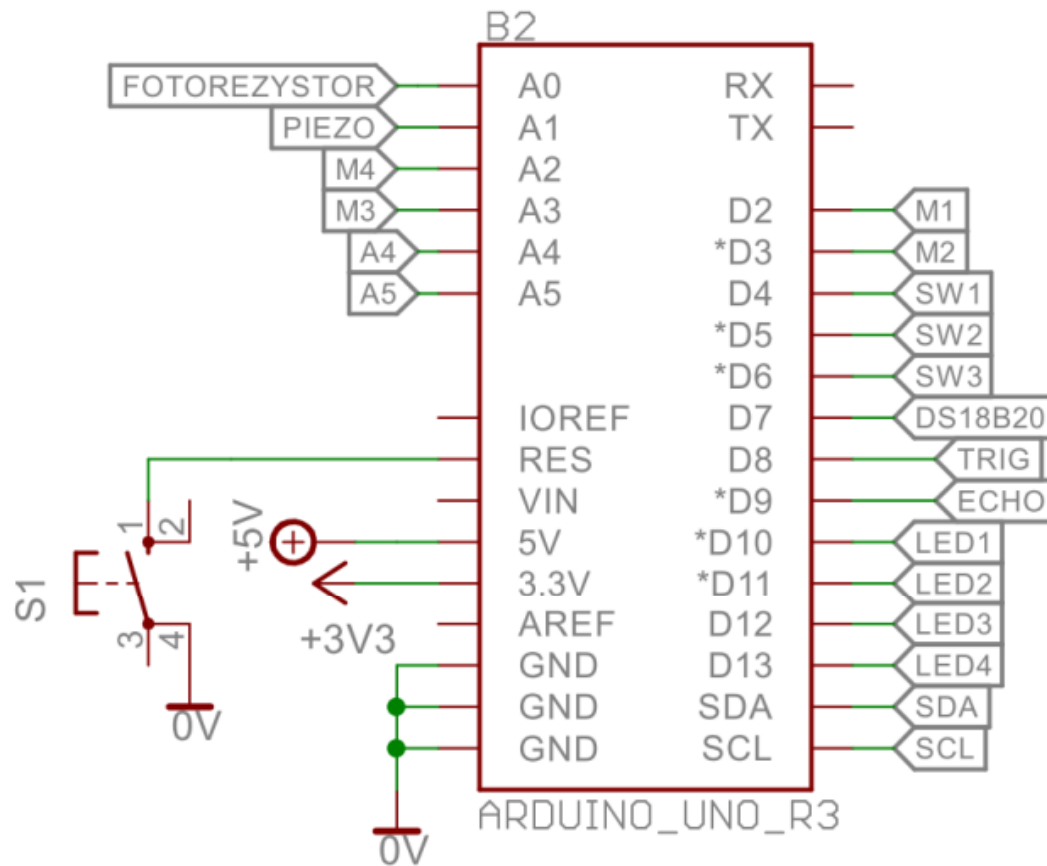 B2
FOTOREZYSTOR A0 RX
PIEZO A1 TX
M4 A2
M3 A3 D2 M1
A4 A4 *D3 M2
A5 A5 D4 SW1
*D5 SW2
*D6 SW3
IOREF D7 DS18B20
RES D8 TRIG
VIN *D9 ECHO
1 2 +5V 5V *D10 LED1
S1 3.3V *D11 LED2
3 4 +3V3 AREF D12 LED3
GND D13 LED4
0V GND SDA SDA
GND SCL SCL
ARDUINO_UNO_R3
0V